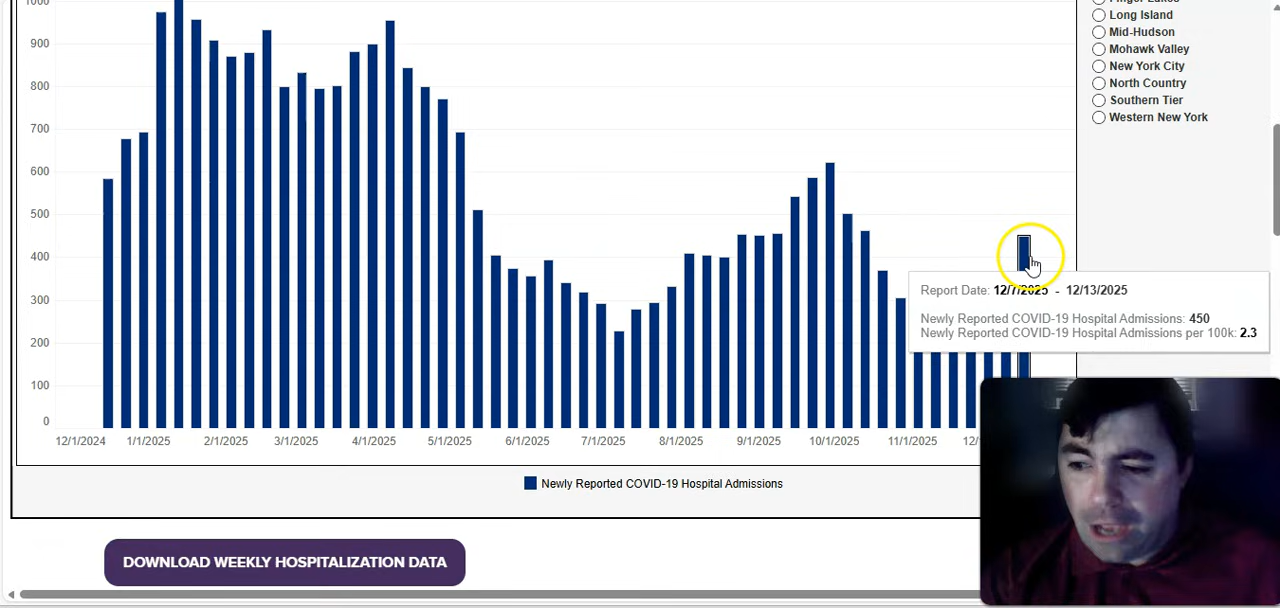 1000
900
800
700
600
500
400
300
200
100
0
12/1/2024 1/1/2025 2/1/2025 3/1/2025 4/1/2025 5/1/2025 6/1/2025 7/1/2025 8/1/2025 9/1/2025 10/1/2025 11/1/2025 12/
Newly Reported COVID-19 Hospital Admissions
Finger Lakes
Long Island
Mid-Hudson
Mohawk Valley
New York City
North Country
Southern Tier
Western New York
Report Date: 12/7/2025 - 12/13/2025
Newly Reported COVID-19 Hospital Admissions: 450
Newly Reported COVID-19 Hospital Admissions per 100k: 2.3
DOWNLOAD WEEKLY HOSPITALIZATION DATA